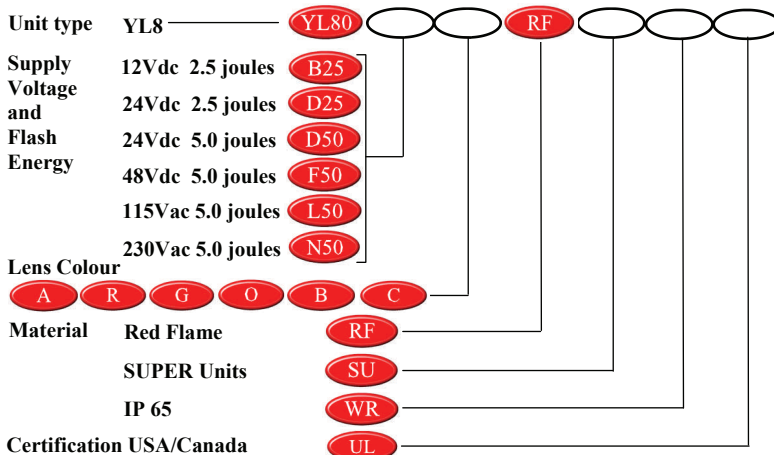 Unit type YL8 YL80 RF
Supply Voltage and Flash Energy
12Vdc 2.5 joules B25
24Vdc 2.5 joules D25
24Vdc 5.0 joules D50
48Vdc 5.0 joules F50
115Vac 5.0 joules L50
230Vac 5.0 joules N50
Lens Colour
A R G O B C
Material Red Flame RF
SUPER Units SU
IP 65 WR
Certification USA/Canada UL